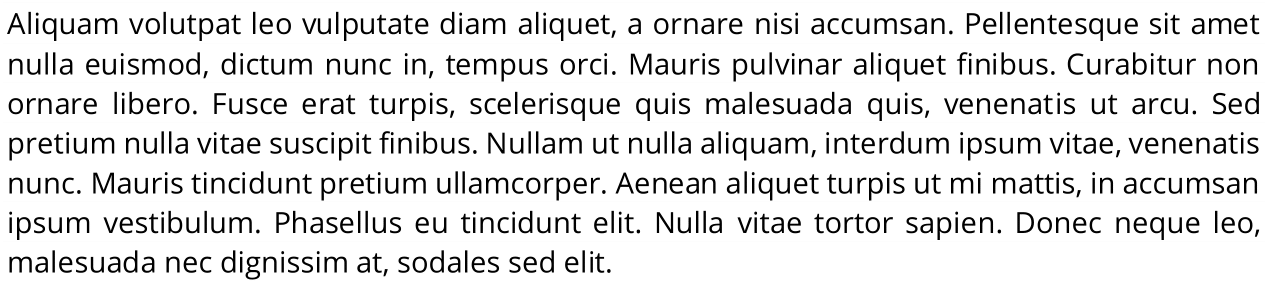 Aliquam volutpat leo vulputate diam aliquet, a ornare nisi accumsan. Pellentesque sit amet
nulla euismod, dictum nunc in, tempus orci. Mauris pulvinar aliquet finibus. Curabitur non
ornare libero. Fusce erat turpis, scelerisque quis malesuada quis, venenatis ut arcu. Sed
pretium nulla vitae suscipit finibus. Nullam ut nulla aliquam, interdum ipsum vitae, venenatis
nunc. Mauris tincidunt pretium ullamcorper. Aenean aliquet turpis ut mi mattis, in accumsan
ipsum vestibulum. Phasellus eu tincidunt elit. Nulla vitae tortor sapien. Donec neque leo,
malesuada nec dignissim at, sodales sed elit.